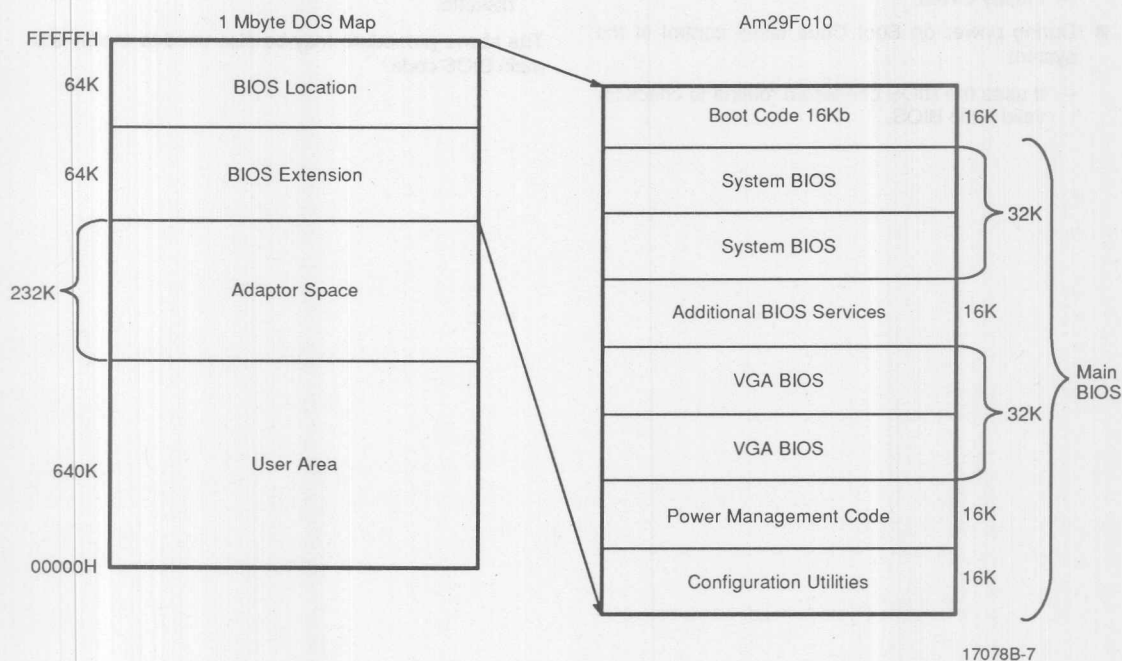 1 Mbyte DOS Map
FFFFFH
64K
BIOS Location
64K
BIOS Extension
232K
Adaptor Space
640K
User Area
00000H
Am29F010
Boot Code 16Kb
16K
System BIOS
System BIOS
32K
Additional BIOS Services
16K
VGA BIOS
VGA BIOS
32K
Power Management Code
16K
Configuration Utilities
16K
Main
BIOS
17078B-7